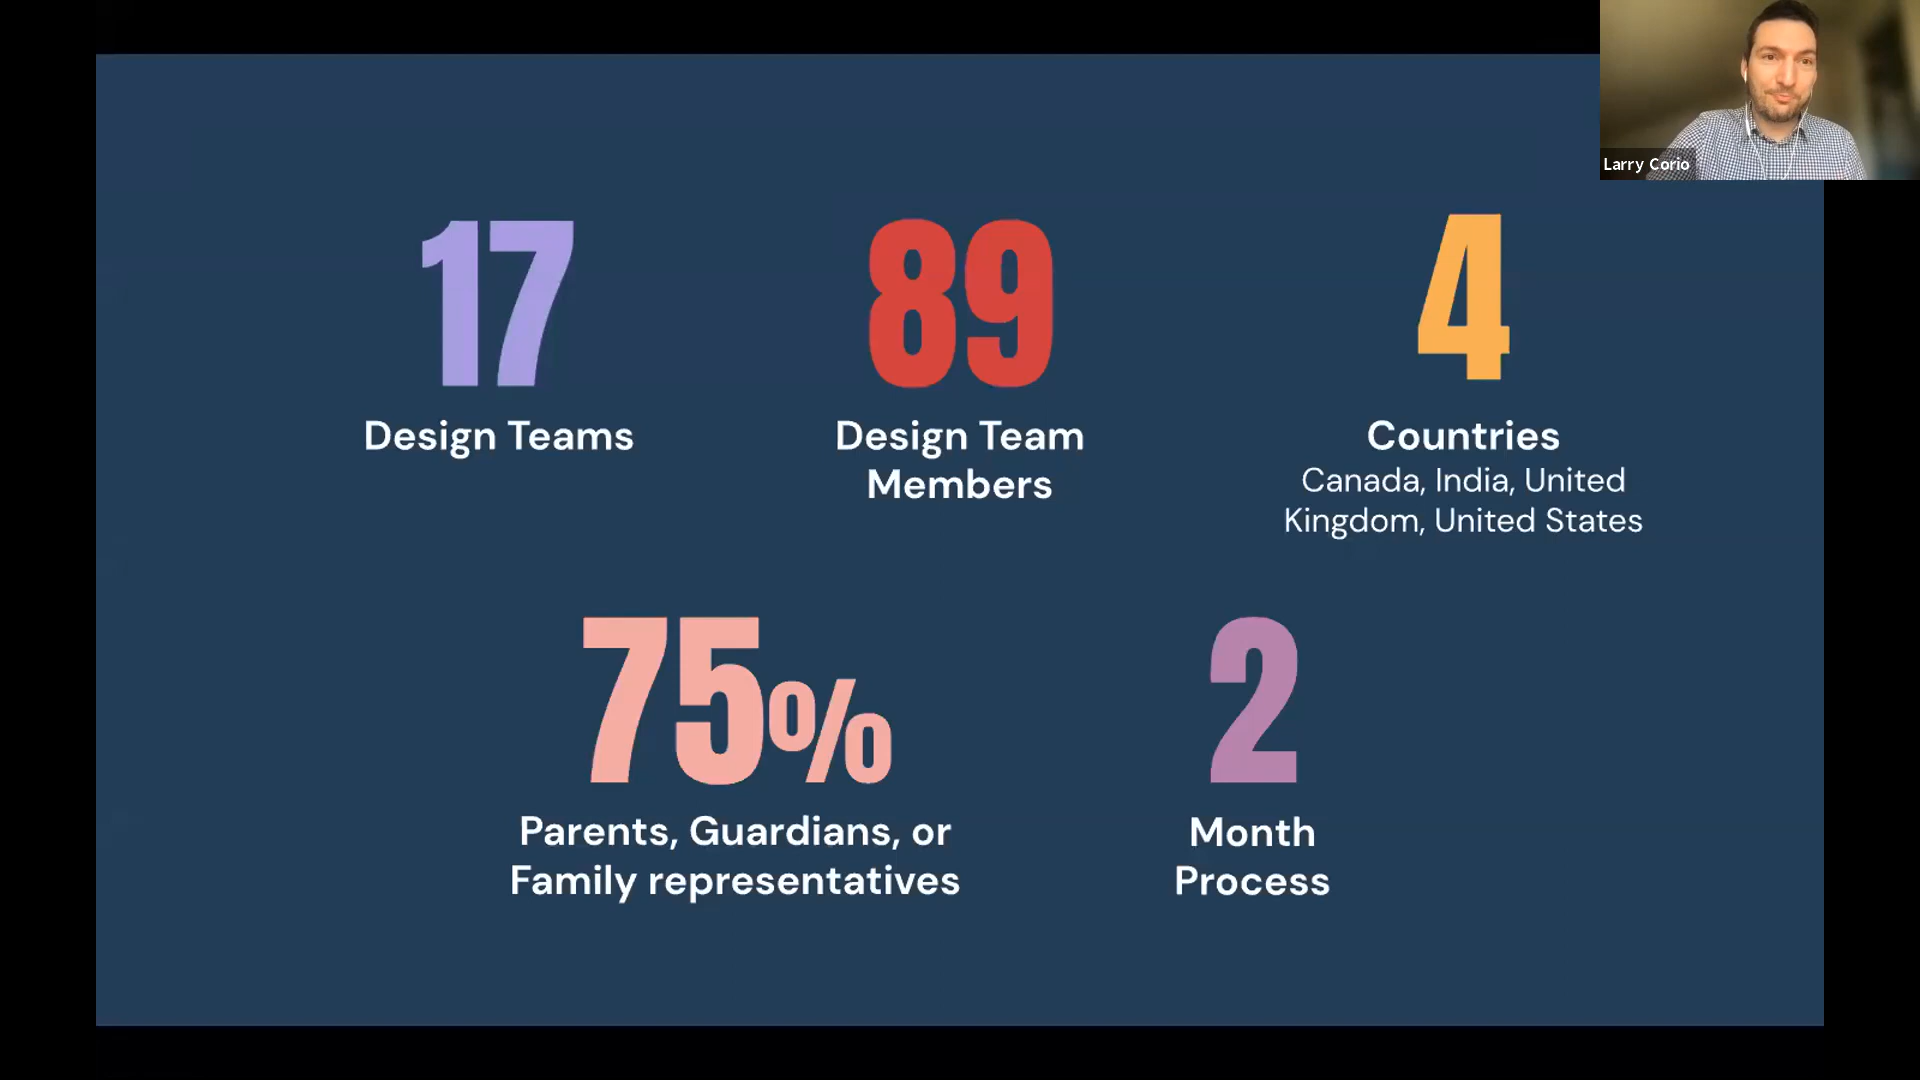 Larry Corio
17
Design Teams
89
Design Team
Members
4
Countries
Canada, India, United
Kingdom, United States
75%
Parents, Guardians, or
Family representatives
2
Month
Process